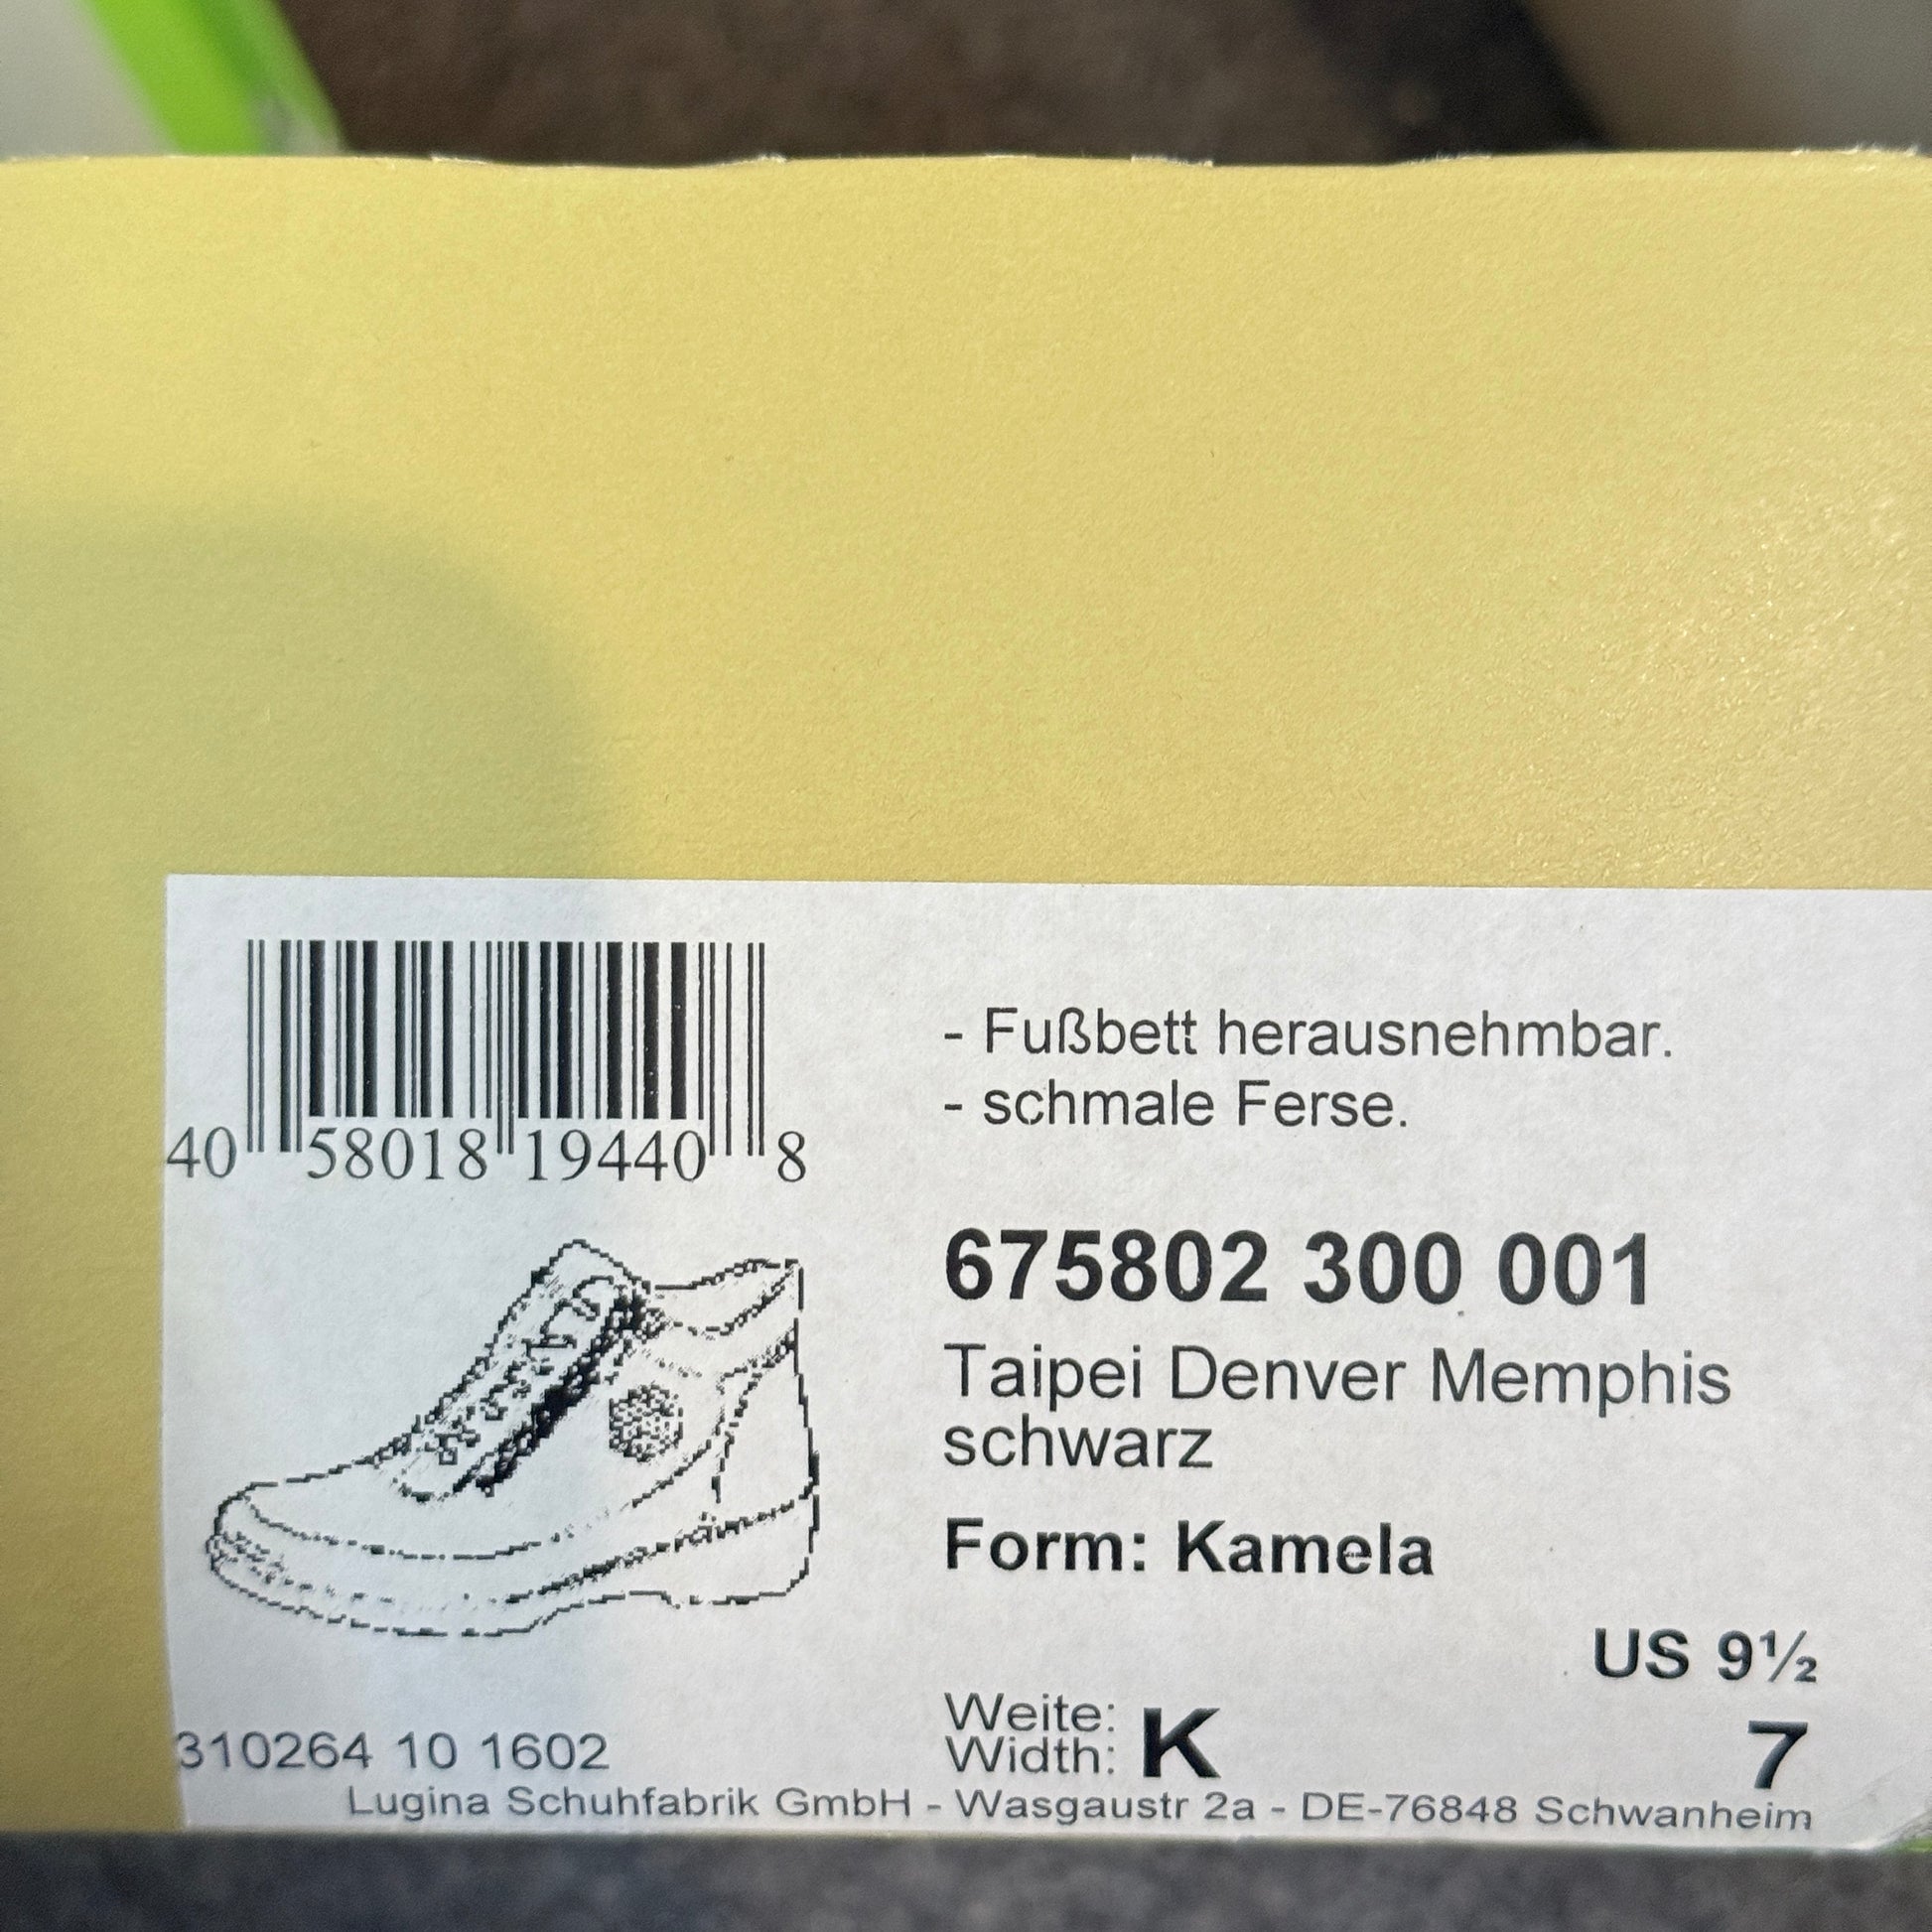 - Fußbett herausnehmbar.
- schmale Ferse.
40 58018 19440 8
675802 300 001
Taipei Denver Memphis
schwarz
Form: Kamela
US 9½
Weite:
Width: K
7
310264 10 1602
Lugina Schuhfabrik GmbH - Wasgaustr 2a - DE-76848 Schwanheim